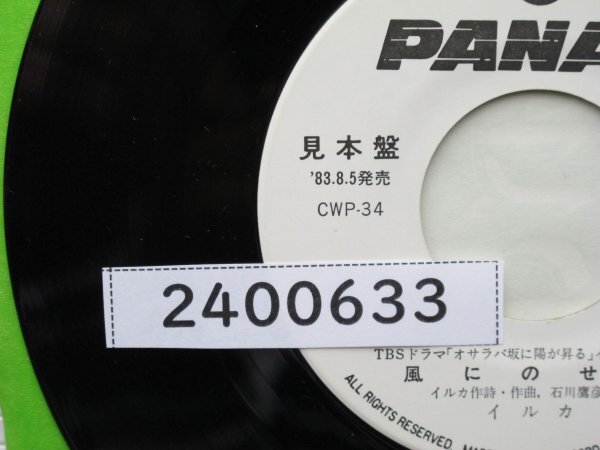 PANA
見本盤
'83.8.5発売
CWP-34
2400633
TBSドラマ「オサラバ坂に陽が昇る」
風にのせ
イルカ作詩・作曲，石川鷹彦
イルカ
ALL RIGHTS RESERVED.